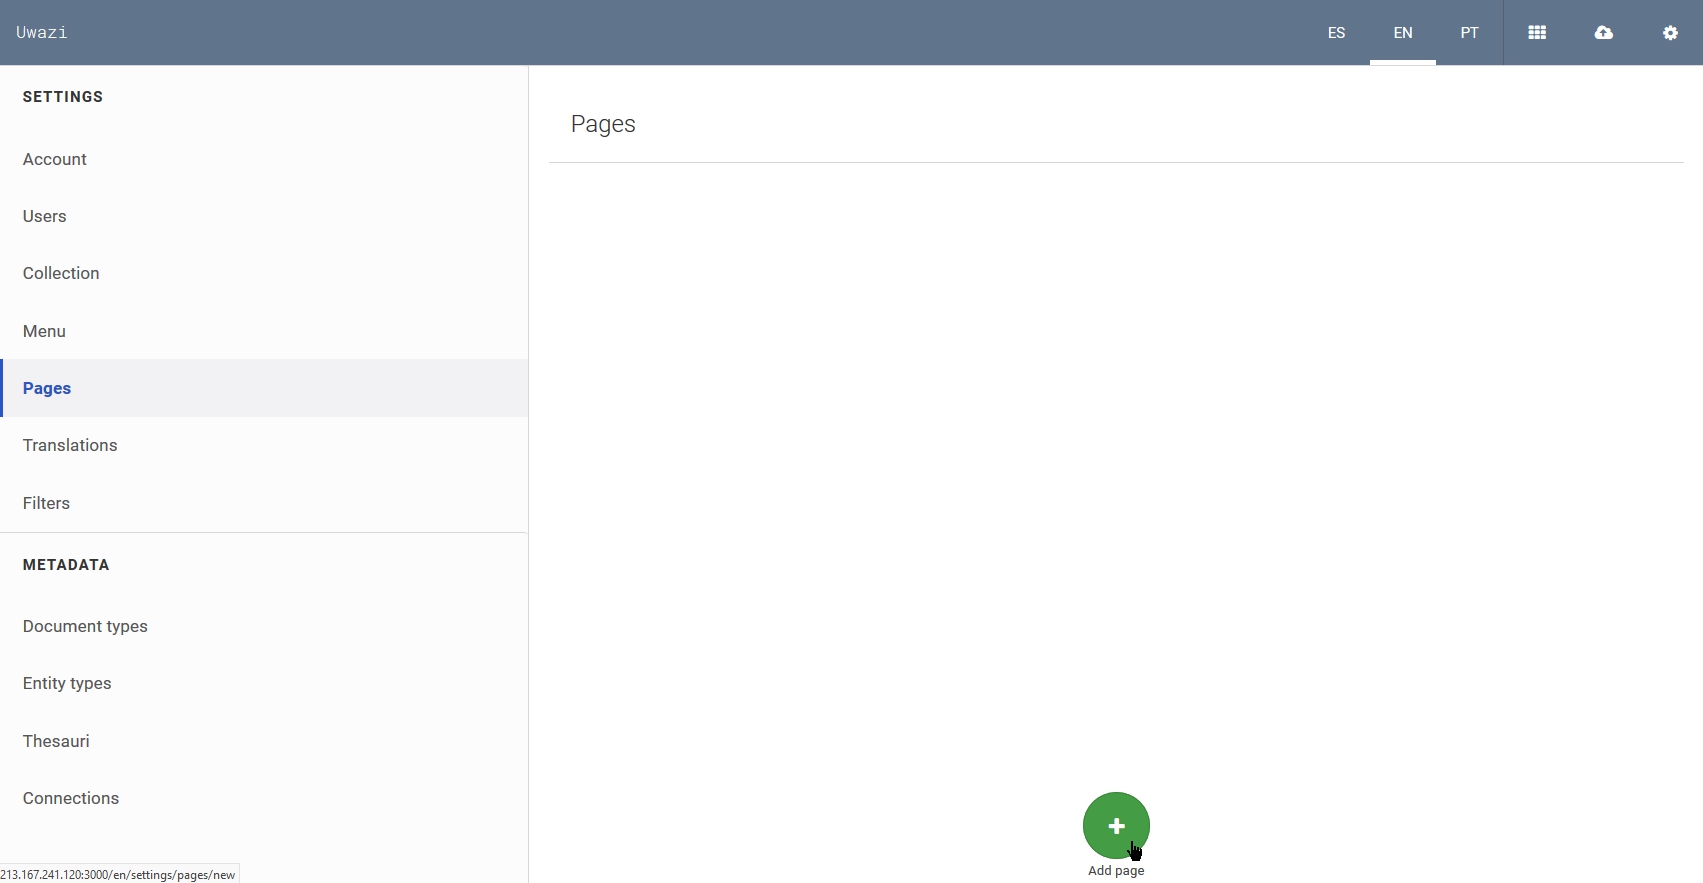 Uwazi
ES
EN
PT
SETTINGS
Account
Users
Collection
Menu
Pages
Translations
Filters
METADATA
Document types
Entity types
Thesauri
Connections
Pages
Add page
213.167.241.120:3000/en/settings/pages/new